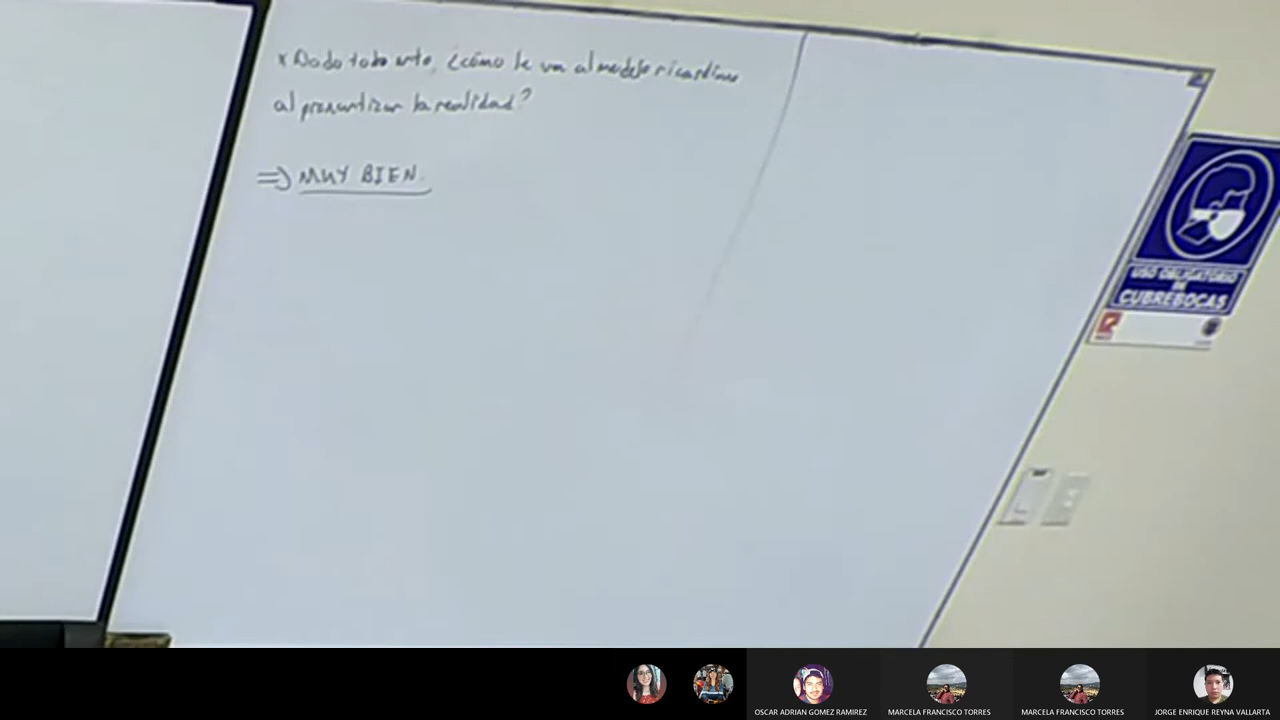 * Dado todo esto, ¿cómo le va al modelo ricardiano
al pronosticar la realidad?
=> MUY BIEN.
USO OBLIGATORIO
DE
CUBREBOCAS
OSCAR ADRIAN GOMEZ RAMIREZ
MARCELA FRANCISCO TORRES
MARCELA FRANCISCO TORRES
JORGE ENRIQUE REYNA VALLARTA